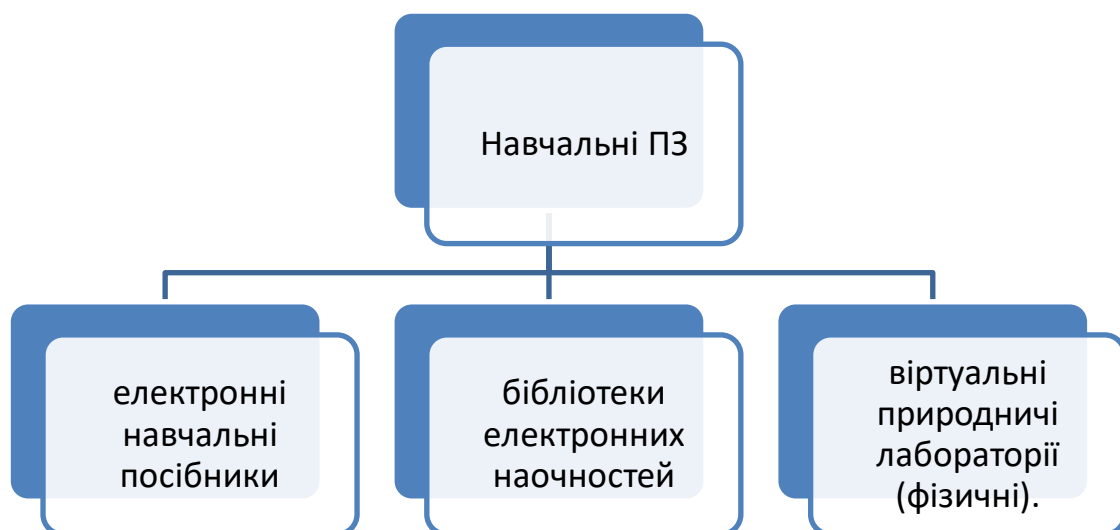 Навчальні ПЗ
електронні
навчальні
посібники
бібліотеки
електронних
наочностей
віртуальні
природничі
лабораторії
(фізичні).